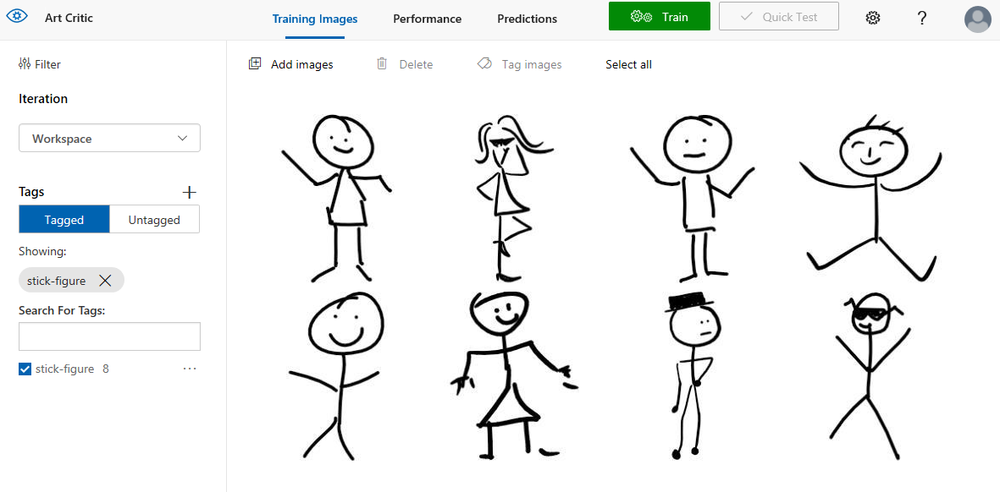 Art Critic
Training Images
Performance
Predictions
Train
Quick Test
?
Filter
Add images
Delete
Tag images
Select all
Iteration
Workspace
Tags
Tagged
Untagged
Showing:
stick-figure
Search For Tags:
stick-figure 8